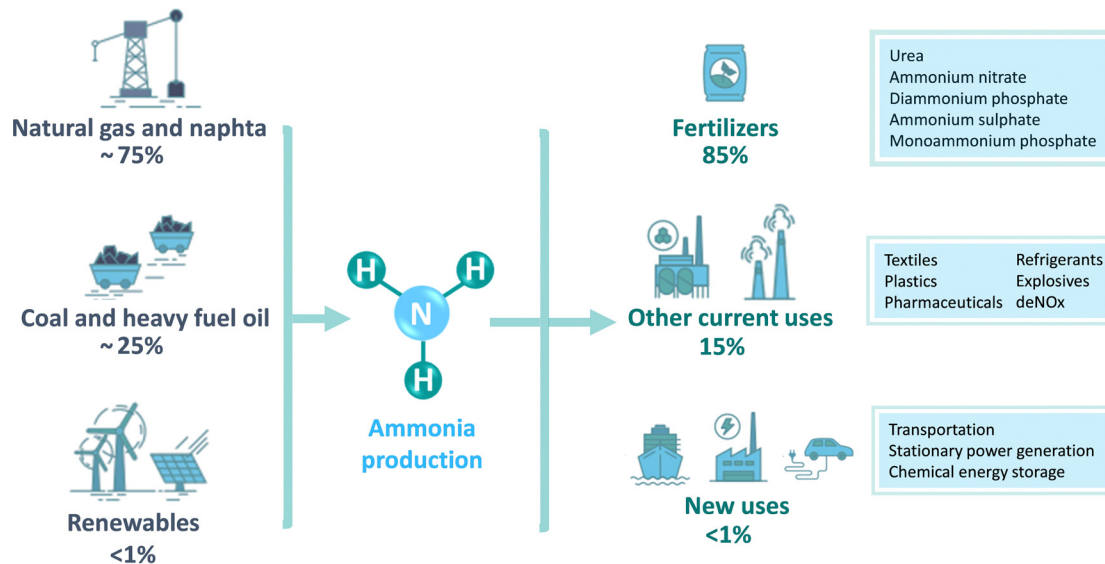 Natural gas and naphta
~ 75%
Coal and heavy fuel oil
~ 25%
Renewables
<1%
H
H
N
H
Ammonia
production
Fertilizers
85%
Other current uses
15%
New uses
<1%
Urea
Ammonium nitrate
Diammonium phosphate
Ammonium sulphate
Monoammonium phosphate
Textiles Refrigerants
Plastics Explosives
Pharmaceuticals deNOx
Transportation
Stationary power generation
Chemical energy storage